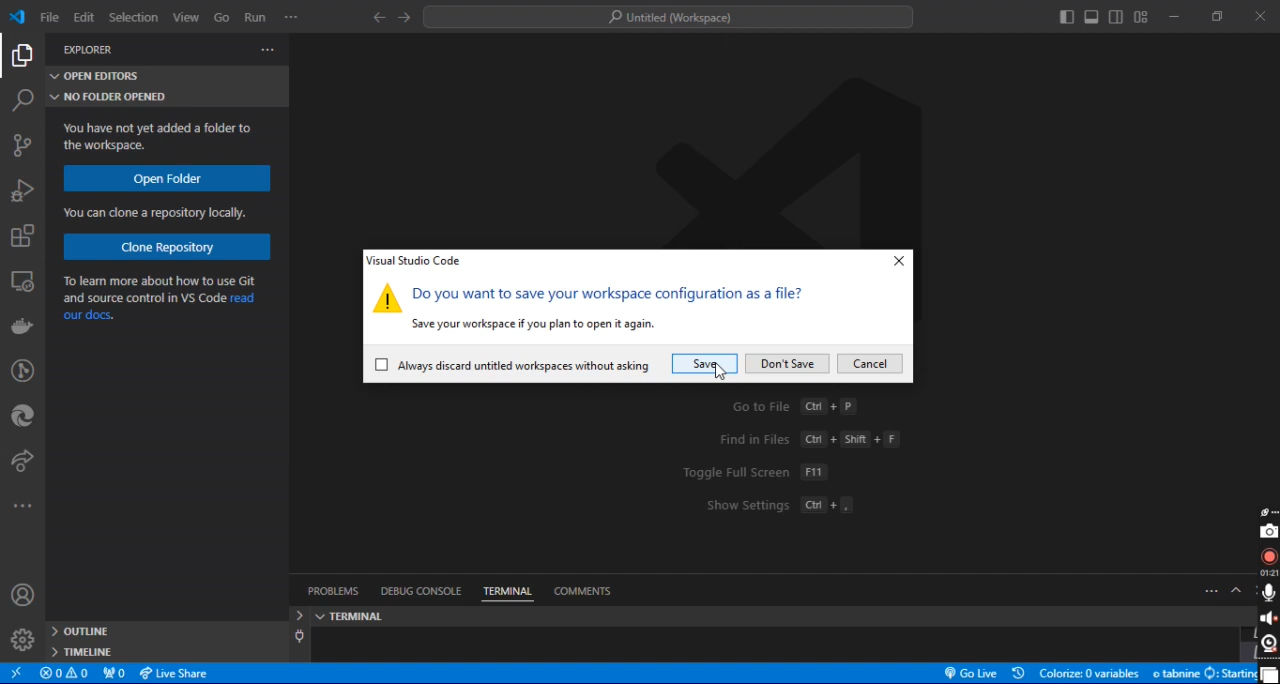 File Edit Selection View Go Run ···
Untitled (Workspace)
EXPLORER
OPEN EDITORS
NO FOLDER OPENED
You have not yet added a folder to
the workspace.
Open Folder
You can clone a repository locally.
Clone Repository
To learn more about how to use Git
and source control in VS Code read
our docs.
Visual Studio Code
Do you want to save your workspace configuration as a file?
Save your workspace if you plan to open it again.
Always discard untitled workspaces without asking
Save Don't Save Cancel
Go to File Ctrl + P
Find in Files Ctrl + Shift + F
Toggle Full Screen F11
Show Settings Ctrl + ,
01:21
PROBLEMS DEBUG CONSOLE TERMINAL COMMENTS
TERMINAL
OUTLINE
TIMELINE
0 0 0 Live Share Go Live Colorize: 0 variables tabnine : Starting